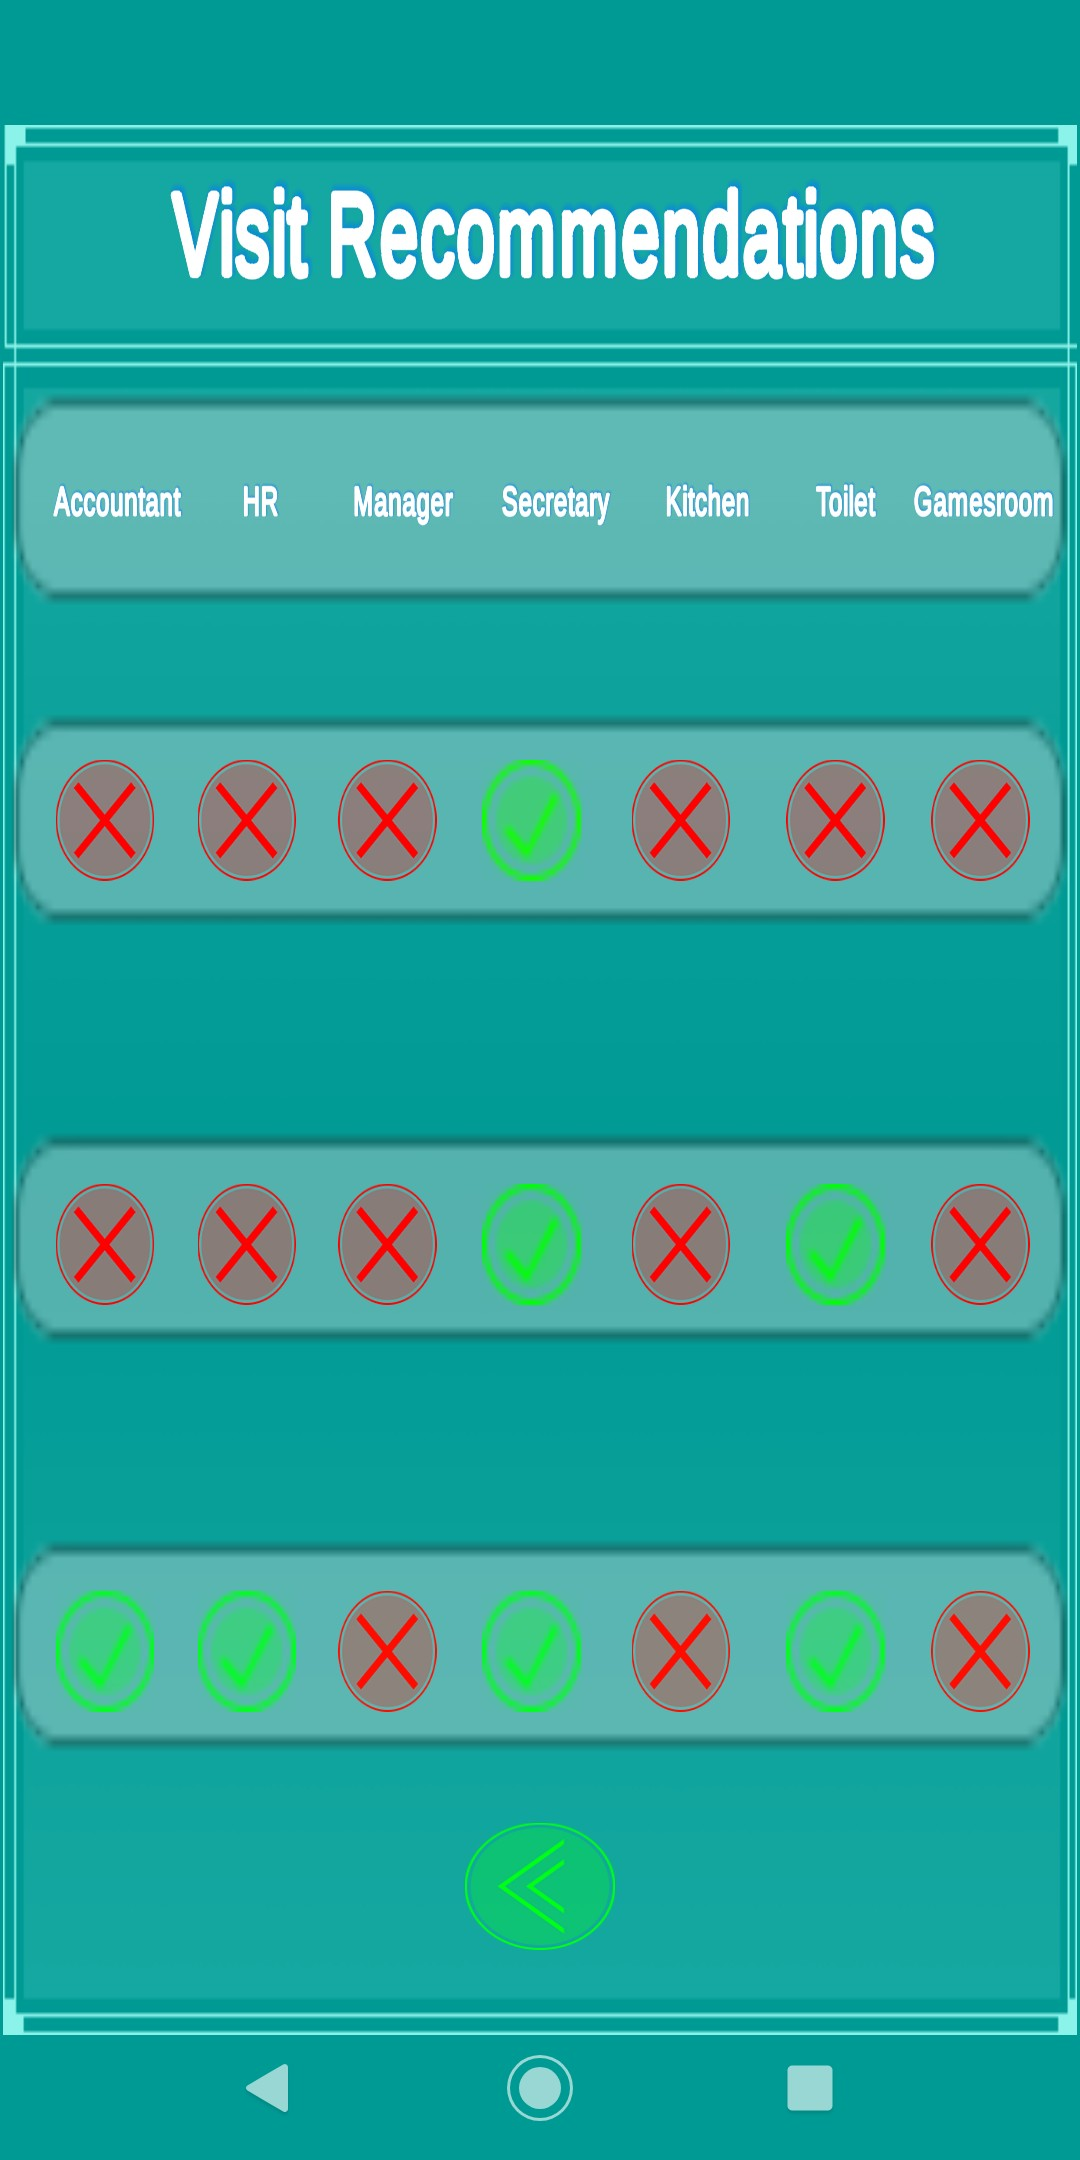 Visit Recommendations
Accountant HR Manager Secretary Kitchen Toilet Gamesroom